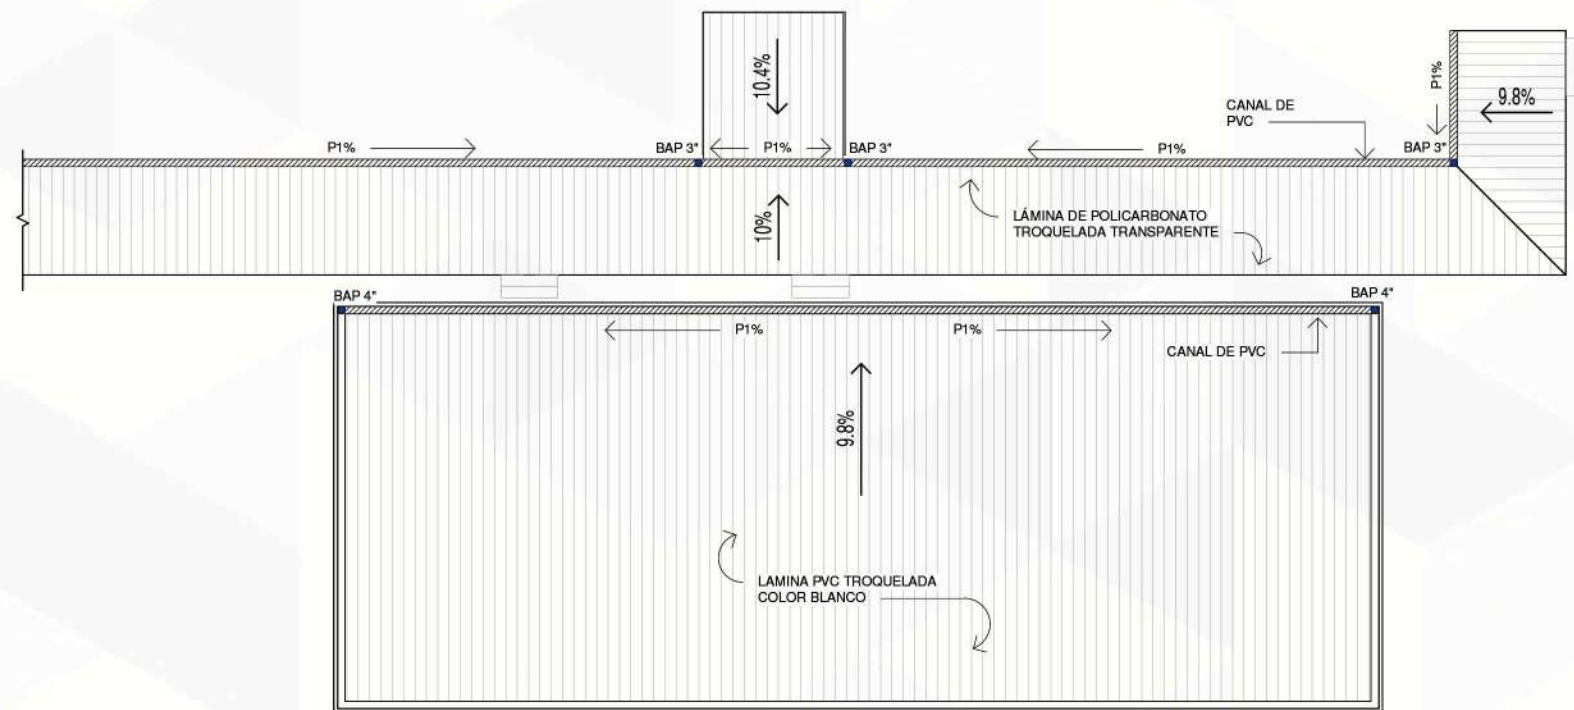 10.4%
P1%
9.8%
CANAL DE
PVC
P1%
BAP 3"
P1%
BAP 3"
P1%
BAP 3"
10%
LÁMINA DE POLICARBONATO
TROQUELADA TRANSPARENTE
BAP 4"
BAP 4"
P1%
P1%
CANAL DE PVC
9.8%
LAMINA PVC TROQUELADA
COLOR BLANCO